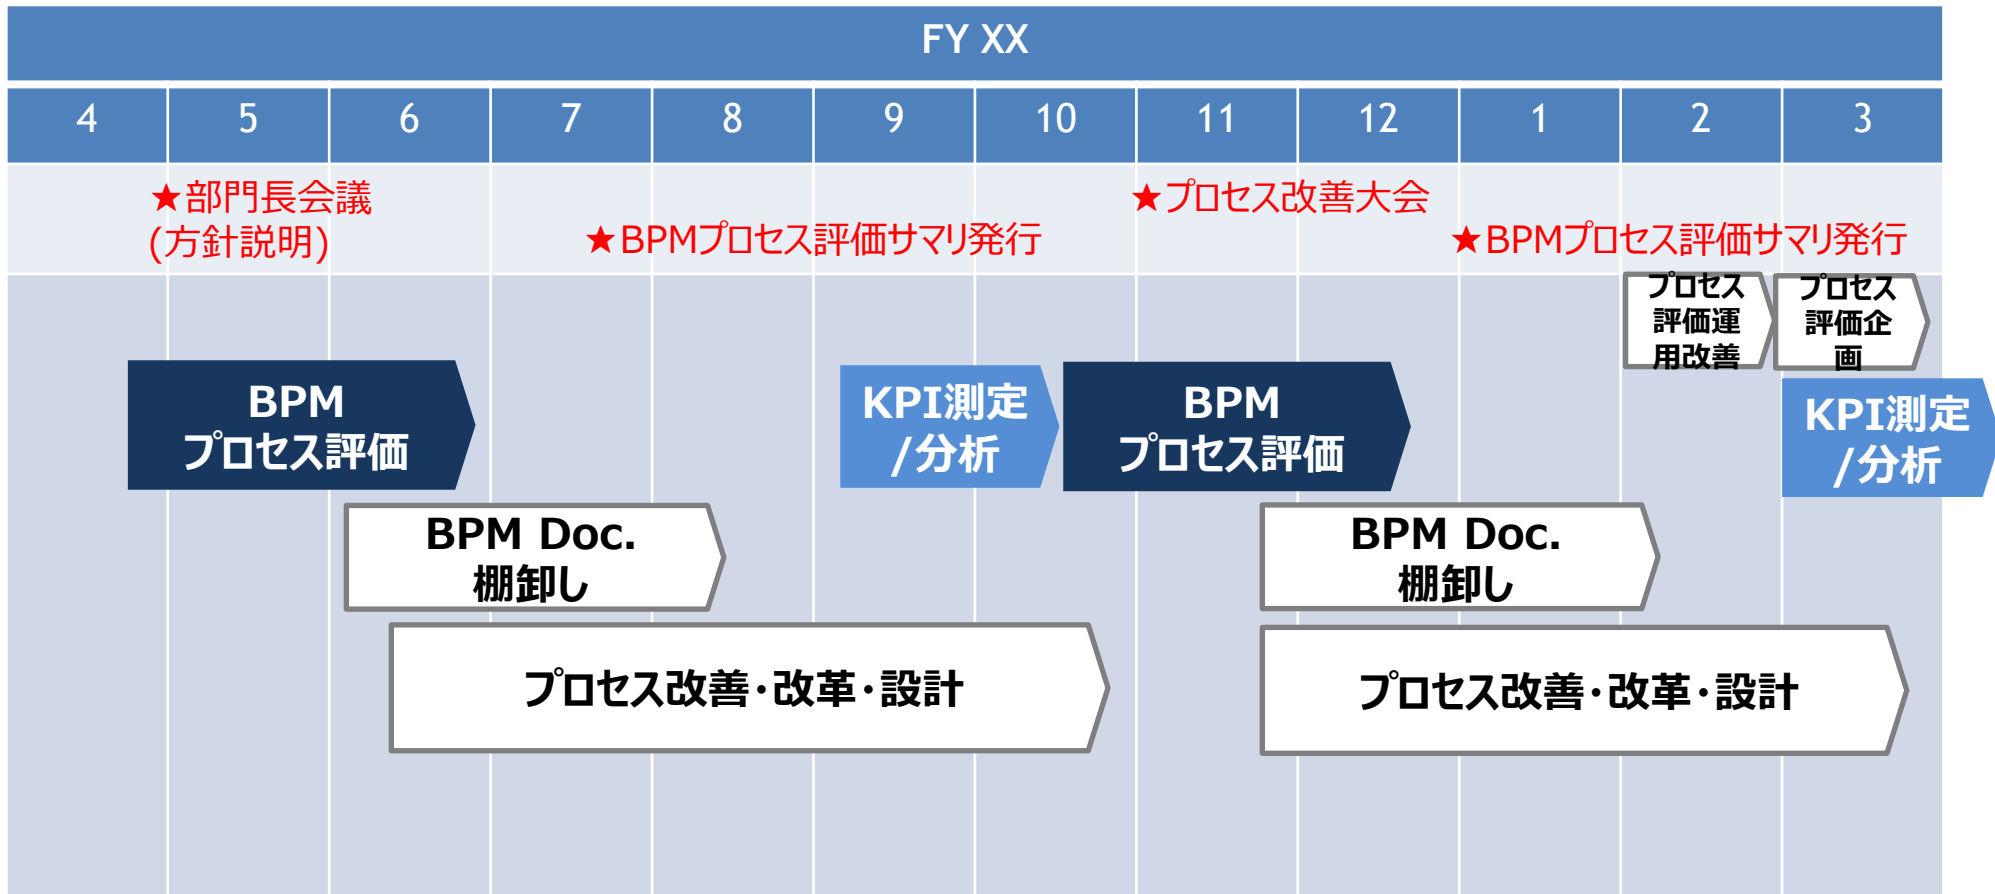 FY XX
4 5 6 7 8 9 10 11 12 1 2 3
★部門長会議
(方針説明)
★プロセス改善大会
★BPMプロセス評価サマリ発行
★BPMプロセス評価サマリ発行
プロセス
評価運
用改善
プロセス
評価企
画
BPM
プロセス評価
KPI測定
/分析
BPM
プロセス評価
KPI測定
/分析
BPM Doc.
棚卸し
BPM Doc.
棚卸し
プロセス改善・改革・設計
プロセス改善・改革・設計